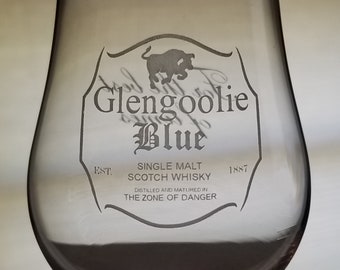 Glengoolie
Blue
EST. 1887
SINGLE MALT
SCOTCH WHISKY
DISTILLED AND MATURED IN
THE ZONE OF DANGER